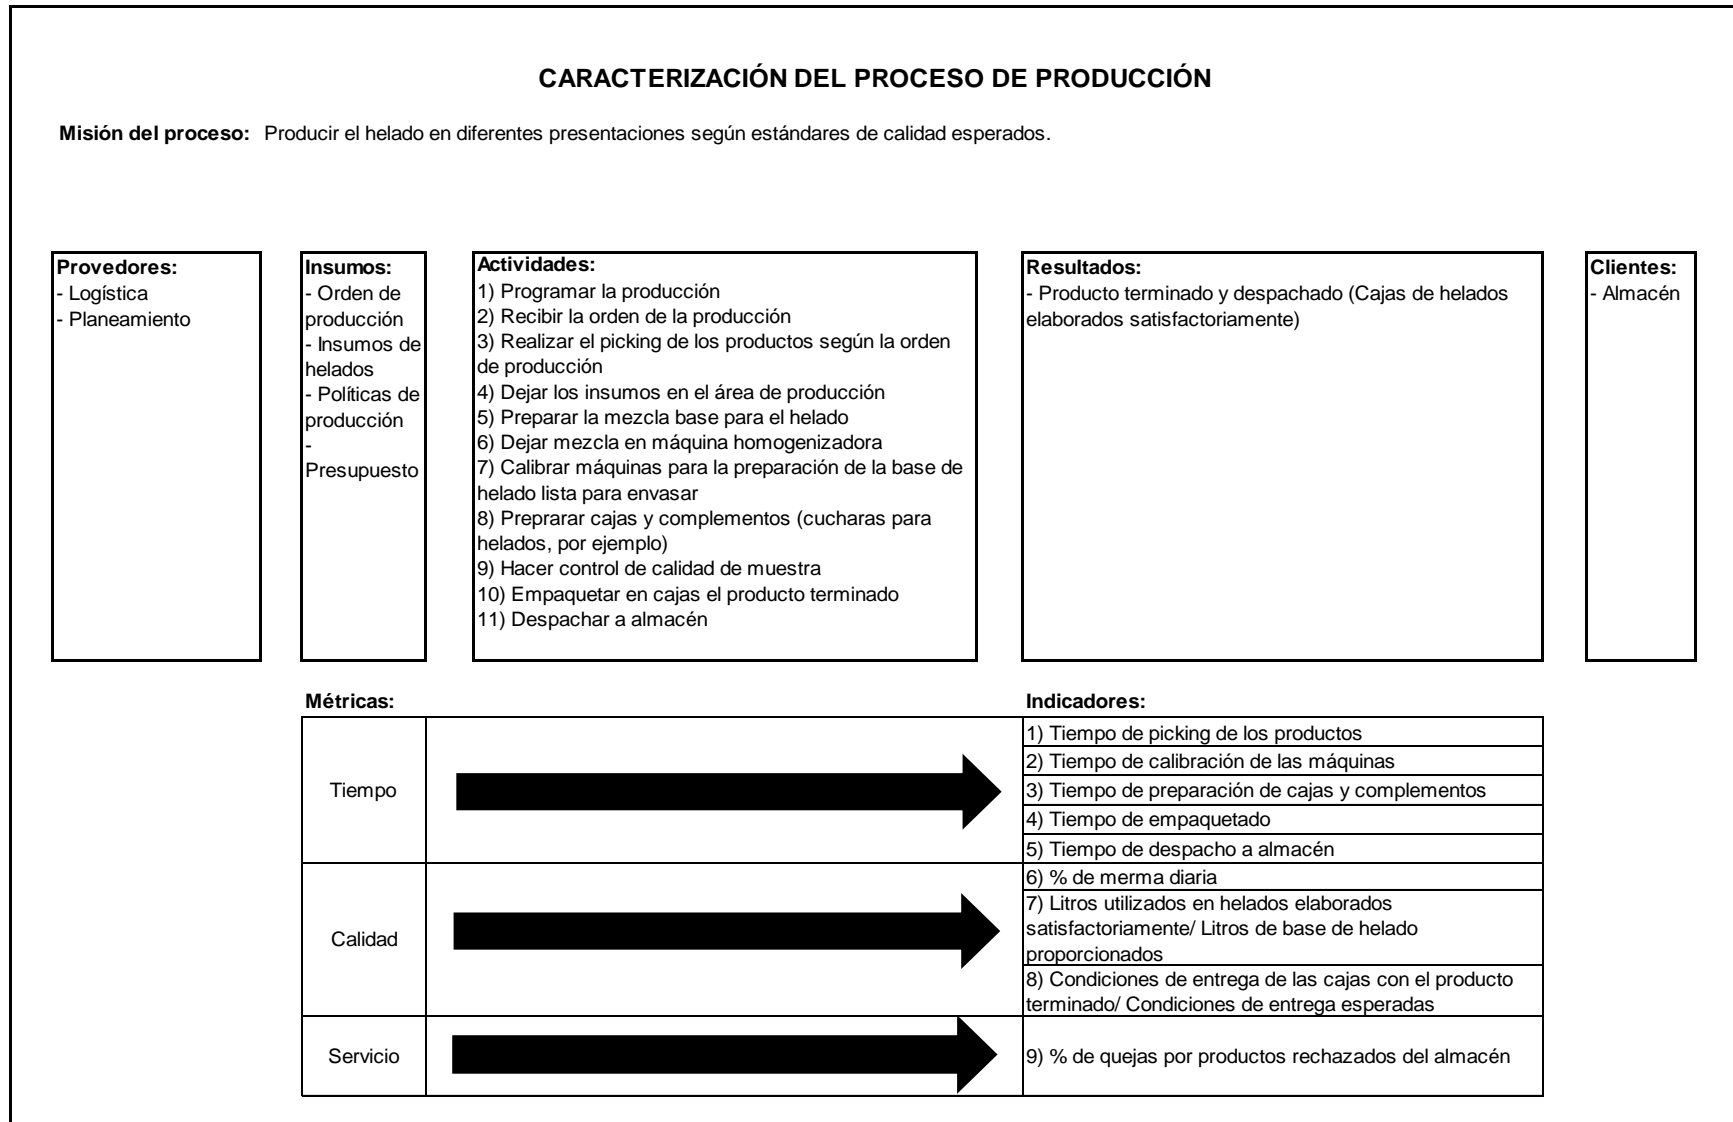 CARACTERIZACIÓN DEL PROCESO DE PRODUCCIÓN
Misión del proceso: Producir el helado en diferentes presentaciones según estándares de calidad esperados.
Provedores:
- Logística
- Planeamiento
Insumos:
- Orden de
producción
- Insumos de
helados
- Políticas de
producción
-
Presupuesto
Actividades:
1) Programar la producción
2) Recibir la orden de la producción
3) Realizar el picking de los productos según la orden
de producción
4) Dejar los insumos en el área de producción
5) Preparar la mezcla base para el helado
6) Dejar mezcla en máquina homogenizadora
7) Calibrar máquinas para la preparación de la base de
helado lista para envasar
8) Preprarar cajas y complementos (cucharas para
helados, por ejemplo)
9) Hacer control de calidad de muestra
10) Empaquetar en cajas el producto terminado
11) Despachar a almacén
Resultados:
- Producto terminado y despachado (Cajas de helados
elaborados satisfactoriamente)
Clientes:
- Almacén
Métricas:
Indicadores:
Tiempo
1) Tiempo de picking de los productos
2) Tiempo de calibración de las máquinas
3) Tiempo de preparación de cajas y complementos
4) Tiempo de empaquetado
5) Tiempo de despacho a almacén
Calidad
6) % de merma diaria
7) Litros utilizados en helados elaborados
satisfactoriamente/ Litros de base de helado
proporcionados
8) Condiciones de entrega de las cajas con el producto
terminado/ Condiciones de entrega esperadas
Servicio
9) % de quejas por productos rechazados del almacén